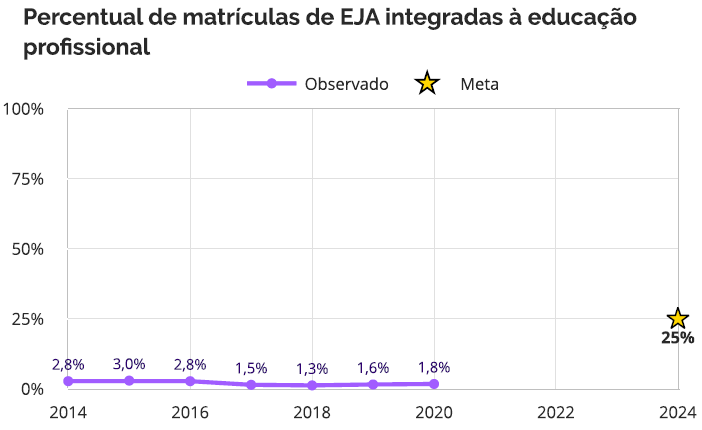 Percentual de matrículas de EJA integradas à educação
profissional
Observado Meta
100%
75%
50%
25%
0%
2,8% 3,0% 2,8% 1,5% 1,3% 1,6% 1,8%
25%
2014 2016 2018 2020 2022 2024